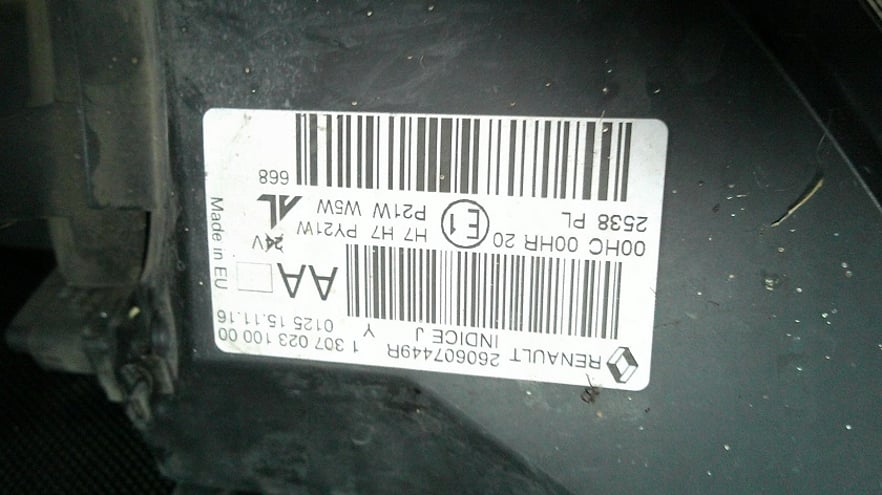 RENAULT 260607449R 1 307 023 100 00
INDICE J Y 0125 15.11.16
AA
Made in EU
24V
00HC 00HR 20 E1 H7 H7 PY21W
2538 PL P21W W5W AL
668